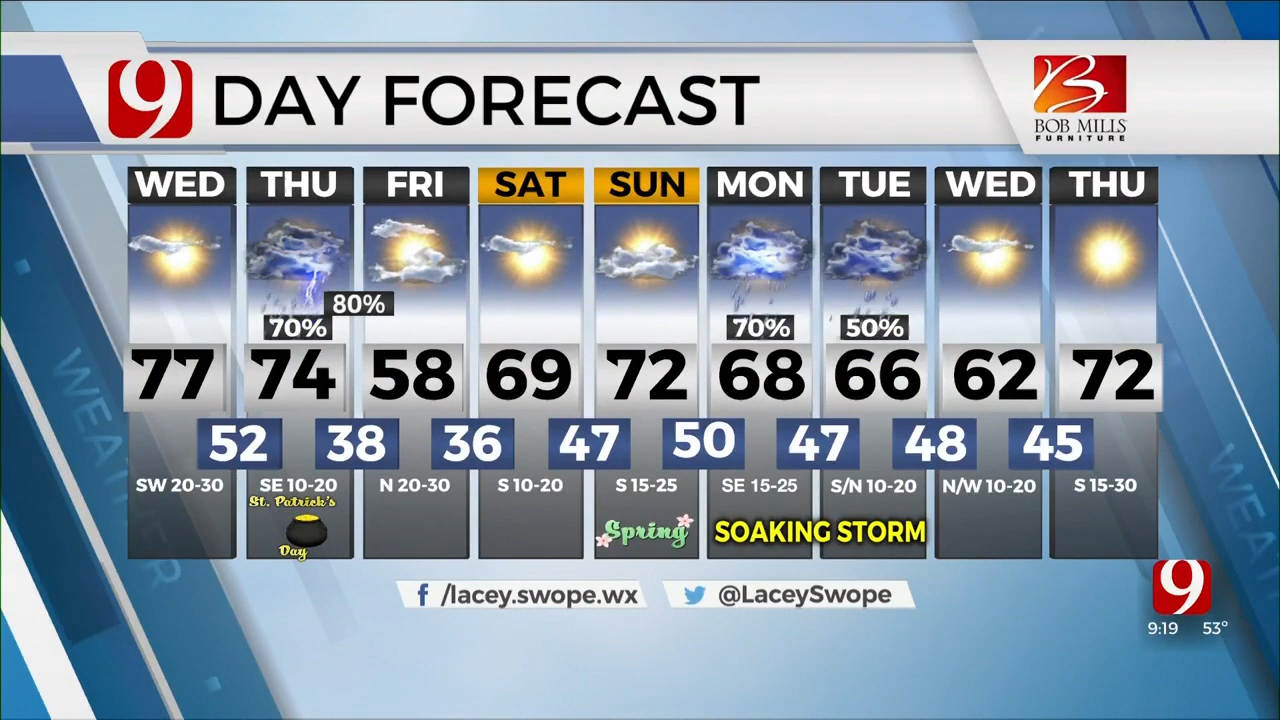 9 DAY FORECAST
B
BOB MILLS
FURNITURE
WED THU FRI SAT SUN MON TUE WED THU
80%
70% 70% 50%
77 74 58 69 72 68 66 62 72
52 38 36 47 50 47 48 45
SW 20-30 SE 10-20 N 20-30 S 10-20 S 15-25 SE 15-25 S/N 10-20 N/W 10-20 S 15-30
St. Patrick's
Day
Spring
SOAKING STORM
f /lacey.swope.wx @LaceySwope
9
9:19 53°
WEATHER
WEATHER